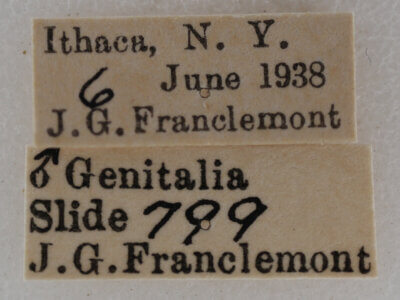 Ithaca, N. Y.
6 June 1938
J.G. Franclemont
♂ Genitalia
Slide 799
J.G.Franclemont